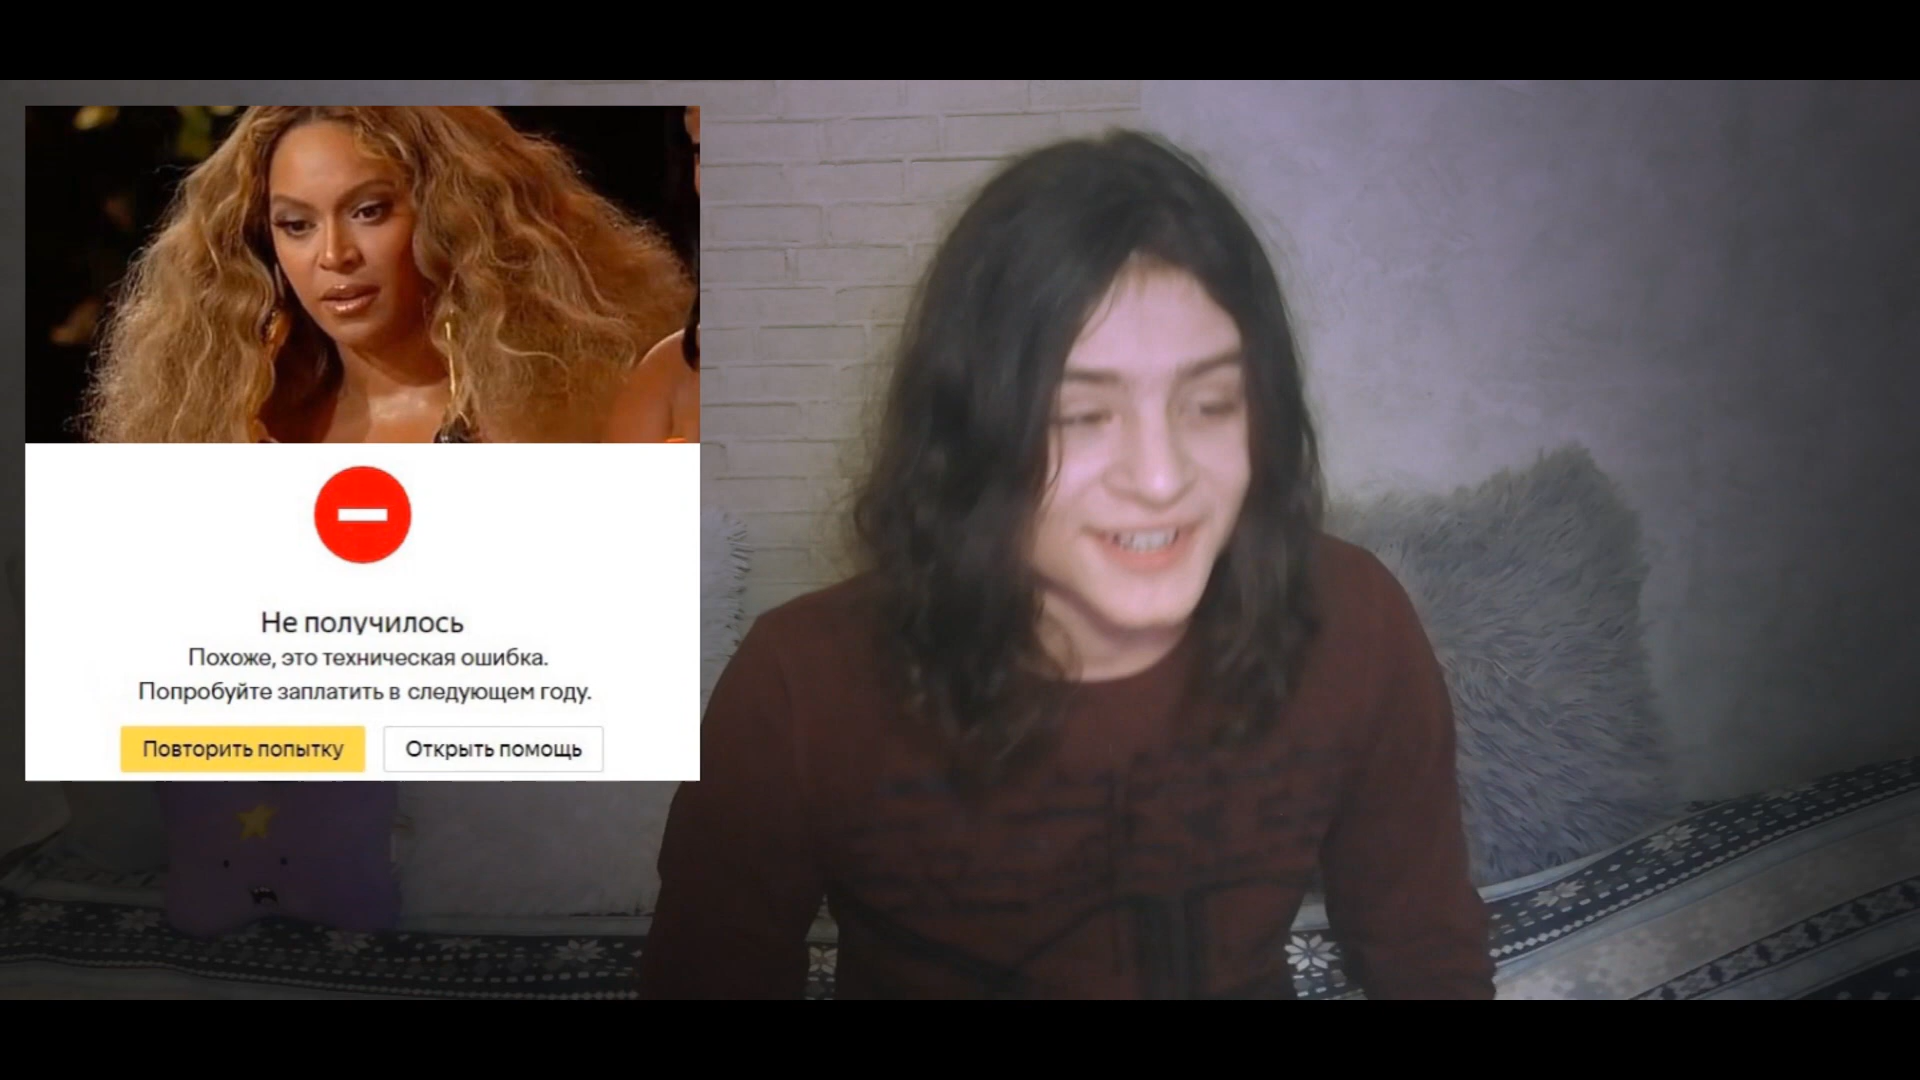 Не получилось
Похоже, это техническая ошибка.
Попробуйте заплатить в следующем году.
Повторить попытку
Открыть помощь